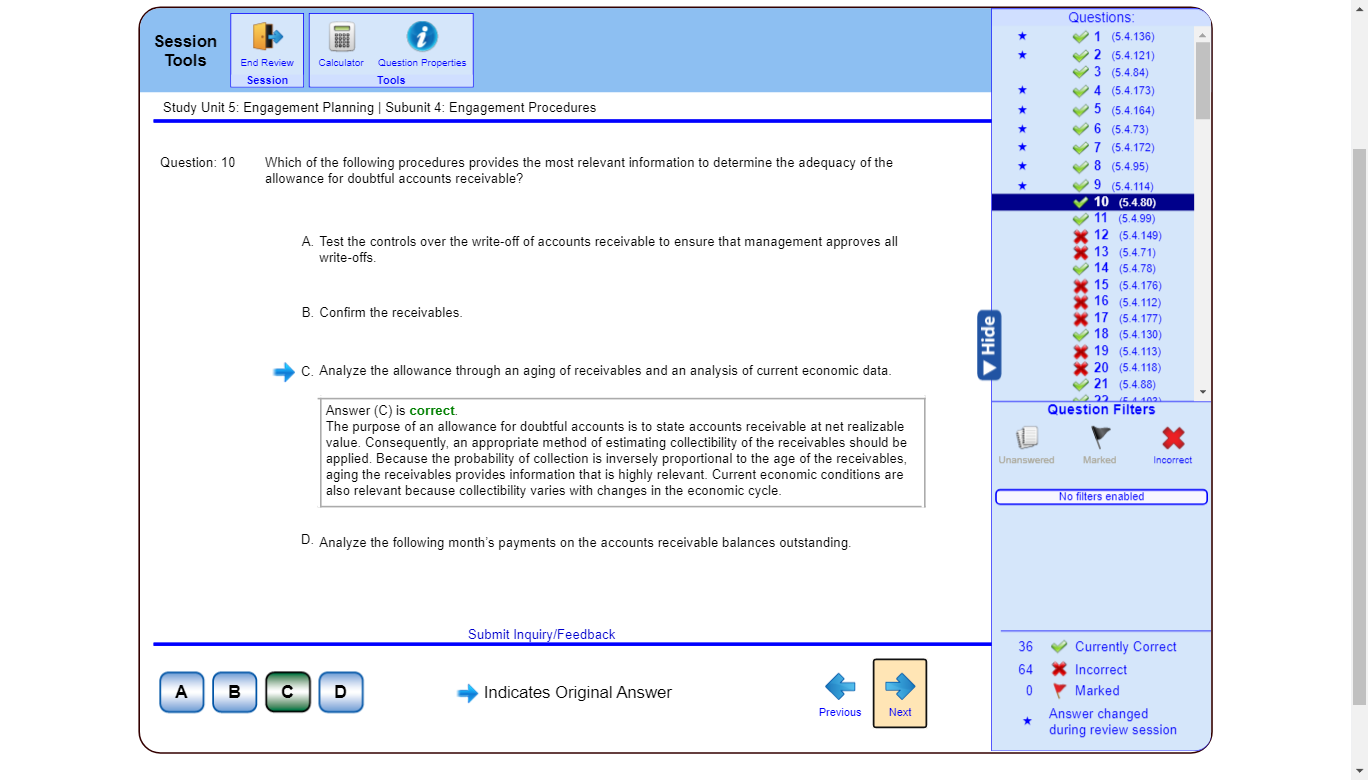 Session Tools
End Review
Session
Calculator
Question Properties
Tools
Study Unit 5: Engagement Planning | Subunit 4: Engagement Procedures
Question: 10
Which of the following procedures provides the most relevant information to determine the adequacy of the
allowance for doubtful accounts receivable?
A. Test the controls over the write-off of accounts receivable to ensure that management approves all
write-offs.
B. Confirm the receivables.
C. Analyze the allowance through an aging of receivables and an analysis of current economic data.
Answer (C) is correct.
The purpose of an allowance for doubtful accounts is to state accounts receivable at net realizable
value. Consequently, an appropriate method of estimating collectibility of the receivables should be
applied. Because the probability of collection is inversely proportional to the age of the receivables,
aging the receivables provides information that is highly relevant. Current economic conditions are
also relevant because collectibility varies with changes in the economic cycle.
D. Analyze the following month's payments on the accounts receivable balances outstanding.
Submit Inquiry/Feedback
A B C D
Indicates Original Answer
Previous
Next
Questions:
1 (5.4.136)
2 (5.4.121)
3 (5.4.84)
4 (5.4.173)
5 (5.4.164)
6 (5.4.73)
7 (5.4.172)
8 (5.4.95)
9 (5.4.114)
10 (5.4.80)
11 (5.4.99)
12 (5.4.149)
13 (5.4.71)
14 (5.4.78)
15 (5.4.176)
16 (5.4.112)
17 (5.4.177)
18 (5.4.130)
19 (5.4.113)
20 (5.4.118)
21 (5.4.88)
Hide
Question Filters
Unanswered
Marked
Incorrect
No filters enabled
36 Currently Correct
64 Incorrect
0 Marked
Answer changed
during review session